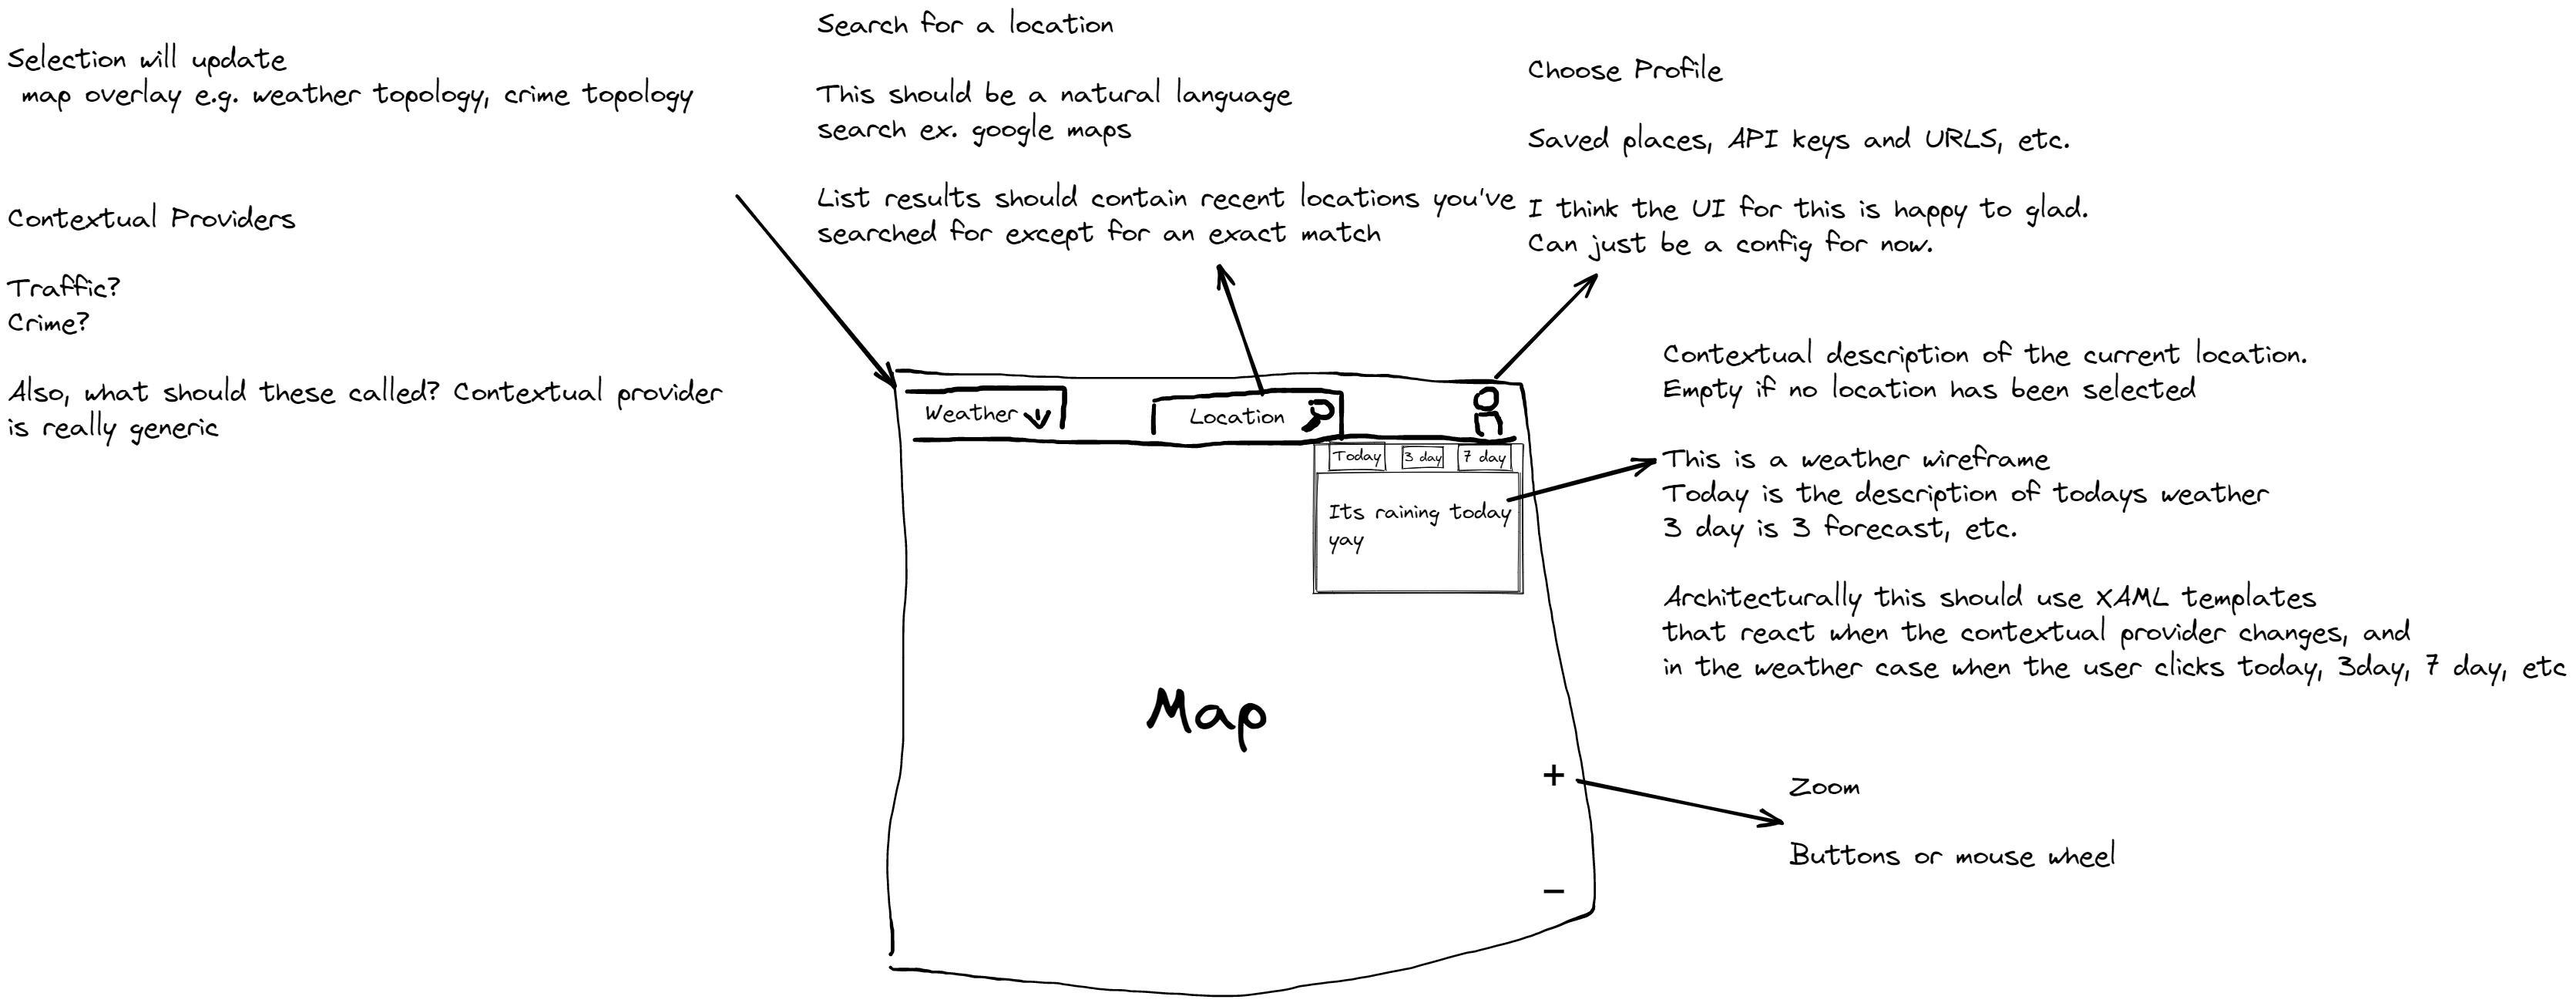 Selection will update
map overlay e.g. weather topology, crime topology
Contextual Providers
Traffic?
Crime?
Also, what should these called? Contextual provider
is really generic
Search for a location
This should be a natural language
search ex. google maps
List results should contain recent locations you've
searched for except for an exact match
Choose Profile
Saved places, API keys and URLS, etc.
I think the UI for this is happy to glad.
Can just be a config for now.
Weather
Location
Today
3 day
7 day
Its raining today
yay
Map
+
-
Contextual description of the current location.
Empty if no location has been selected
This is a weather wireframe
Today is the description of todays weather
3 day is 3 forecast, etc.
Architecturally this should use XAML templates
that react when the contextual provider changes, and
in the weather case when the user clicks today, 3day, 7 day, etc
Zoom
Buttons or mouse wheel